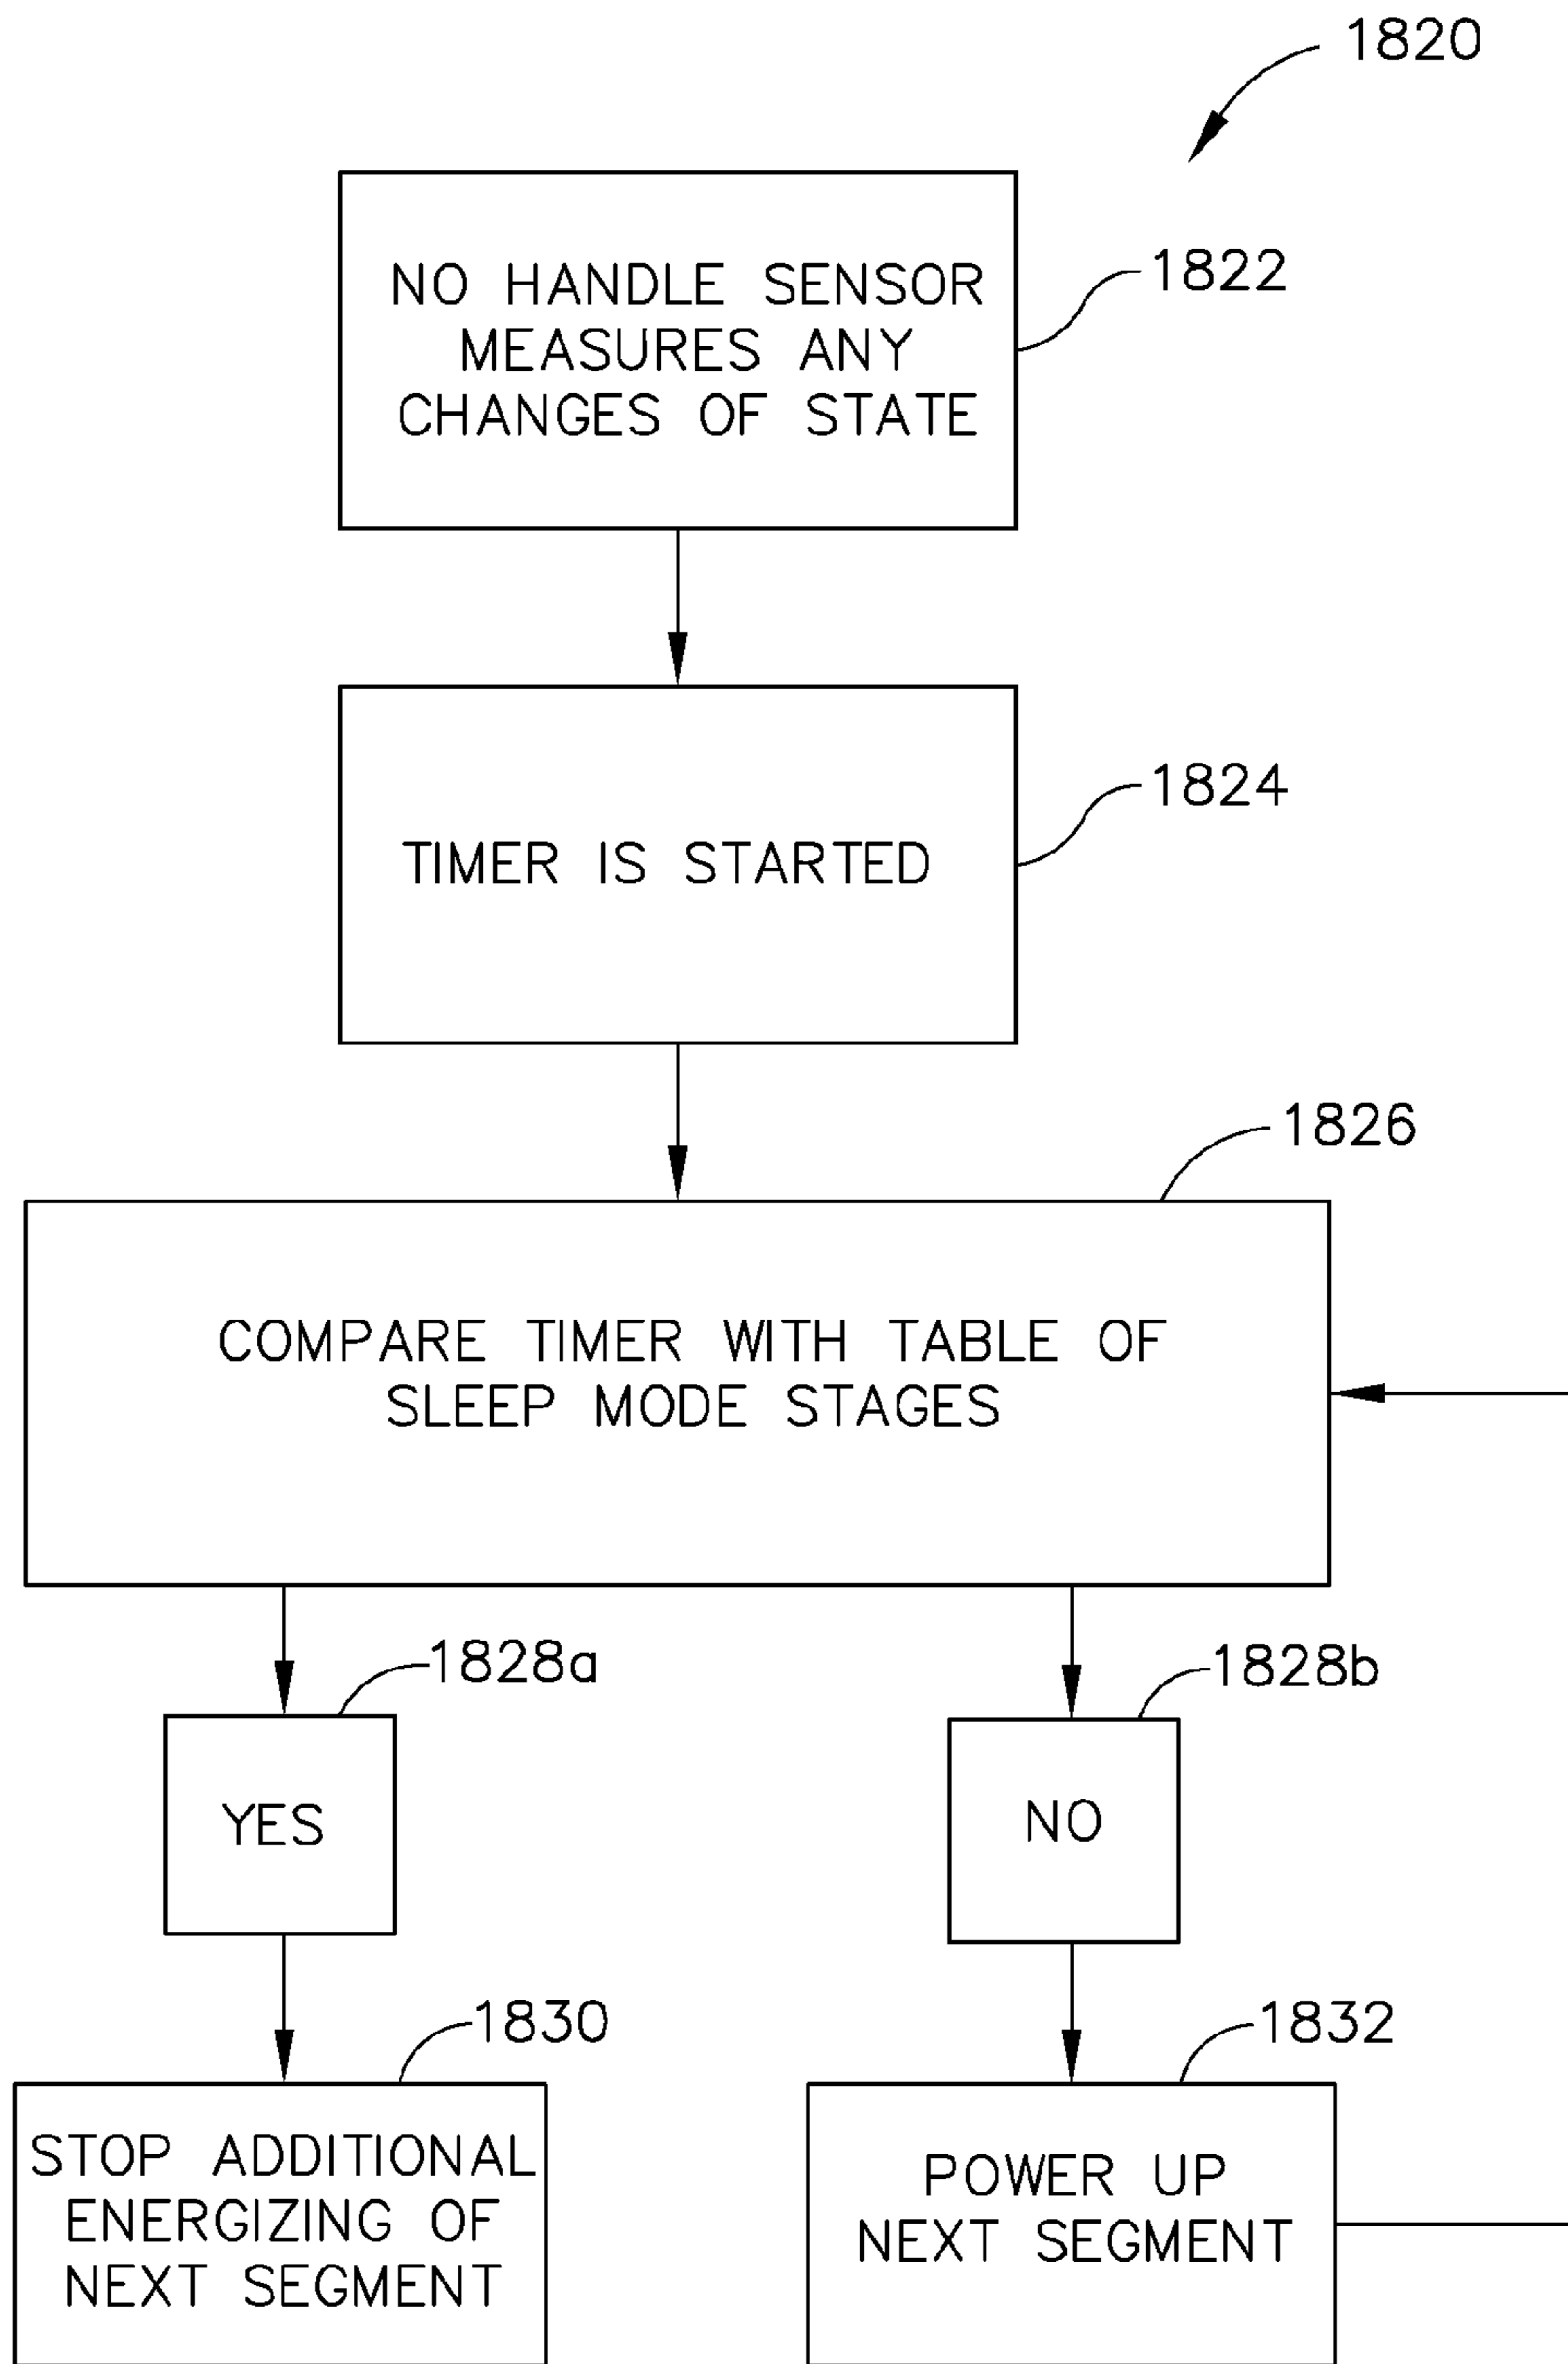 1820
NO HANDLE SENSOR
MEASURES ANY
CHANGES OF STATE
1822
TIMER IS STARTED
1824
1826
COMPARE TIMER WITH TABLE OF
SLEEP MODE STAGES
1828a
1828b
YES
NO
1830
1832
STOP ADDITIONAL
ENERGIZING OF
NEXT SEGMENT
POWER UP
NEXT SEGMENT